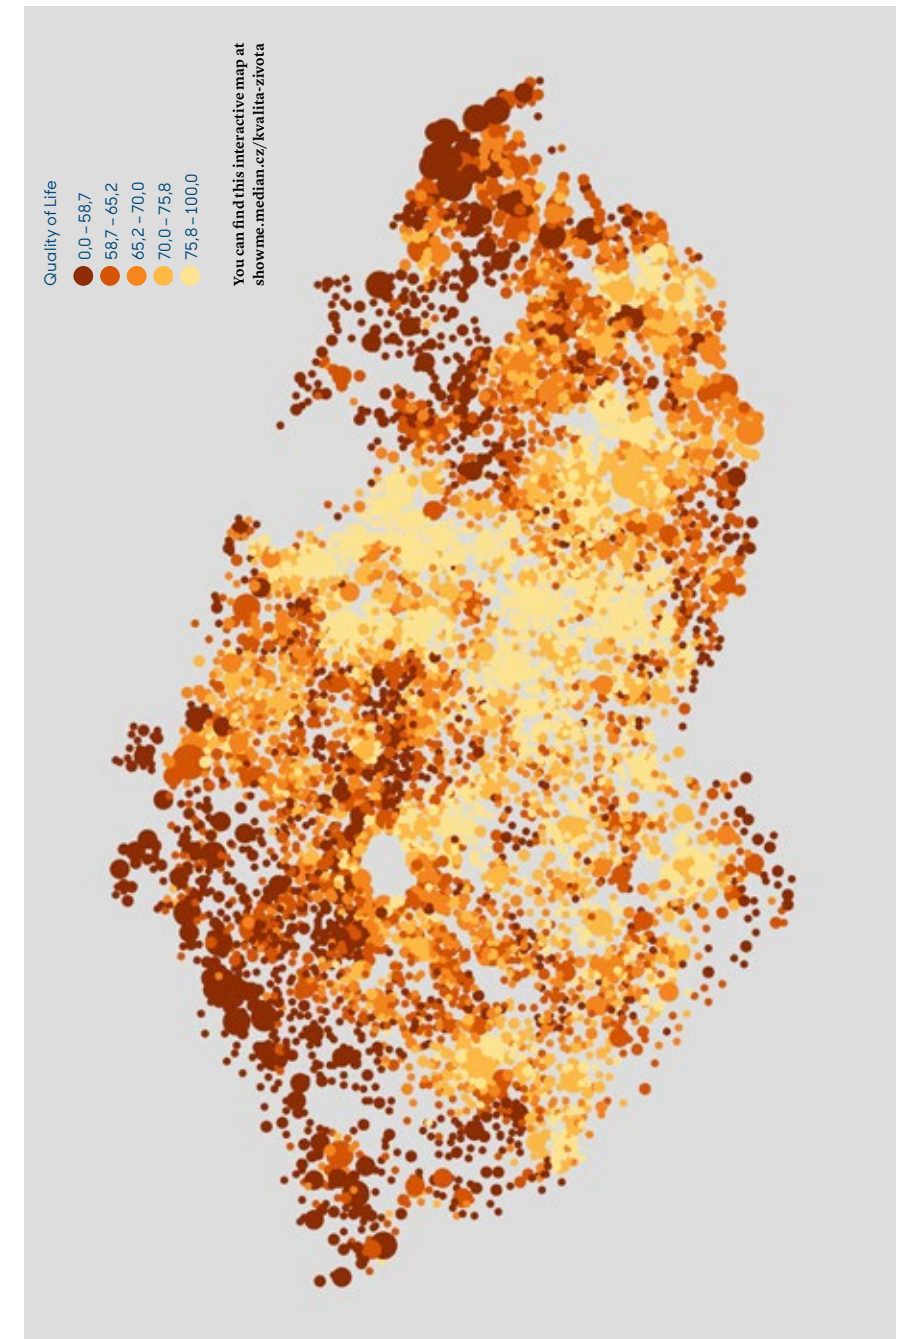 Quality of Life
0,0 – 58,7
58,7 – 65,2
65,2 – 70,0
70,0 – 75,8
75,8 – 100,0
You can find this interactive map at
showme.median.cz/kvalita-zivota